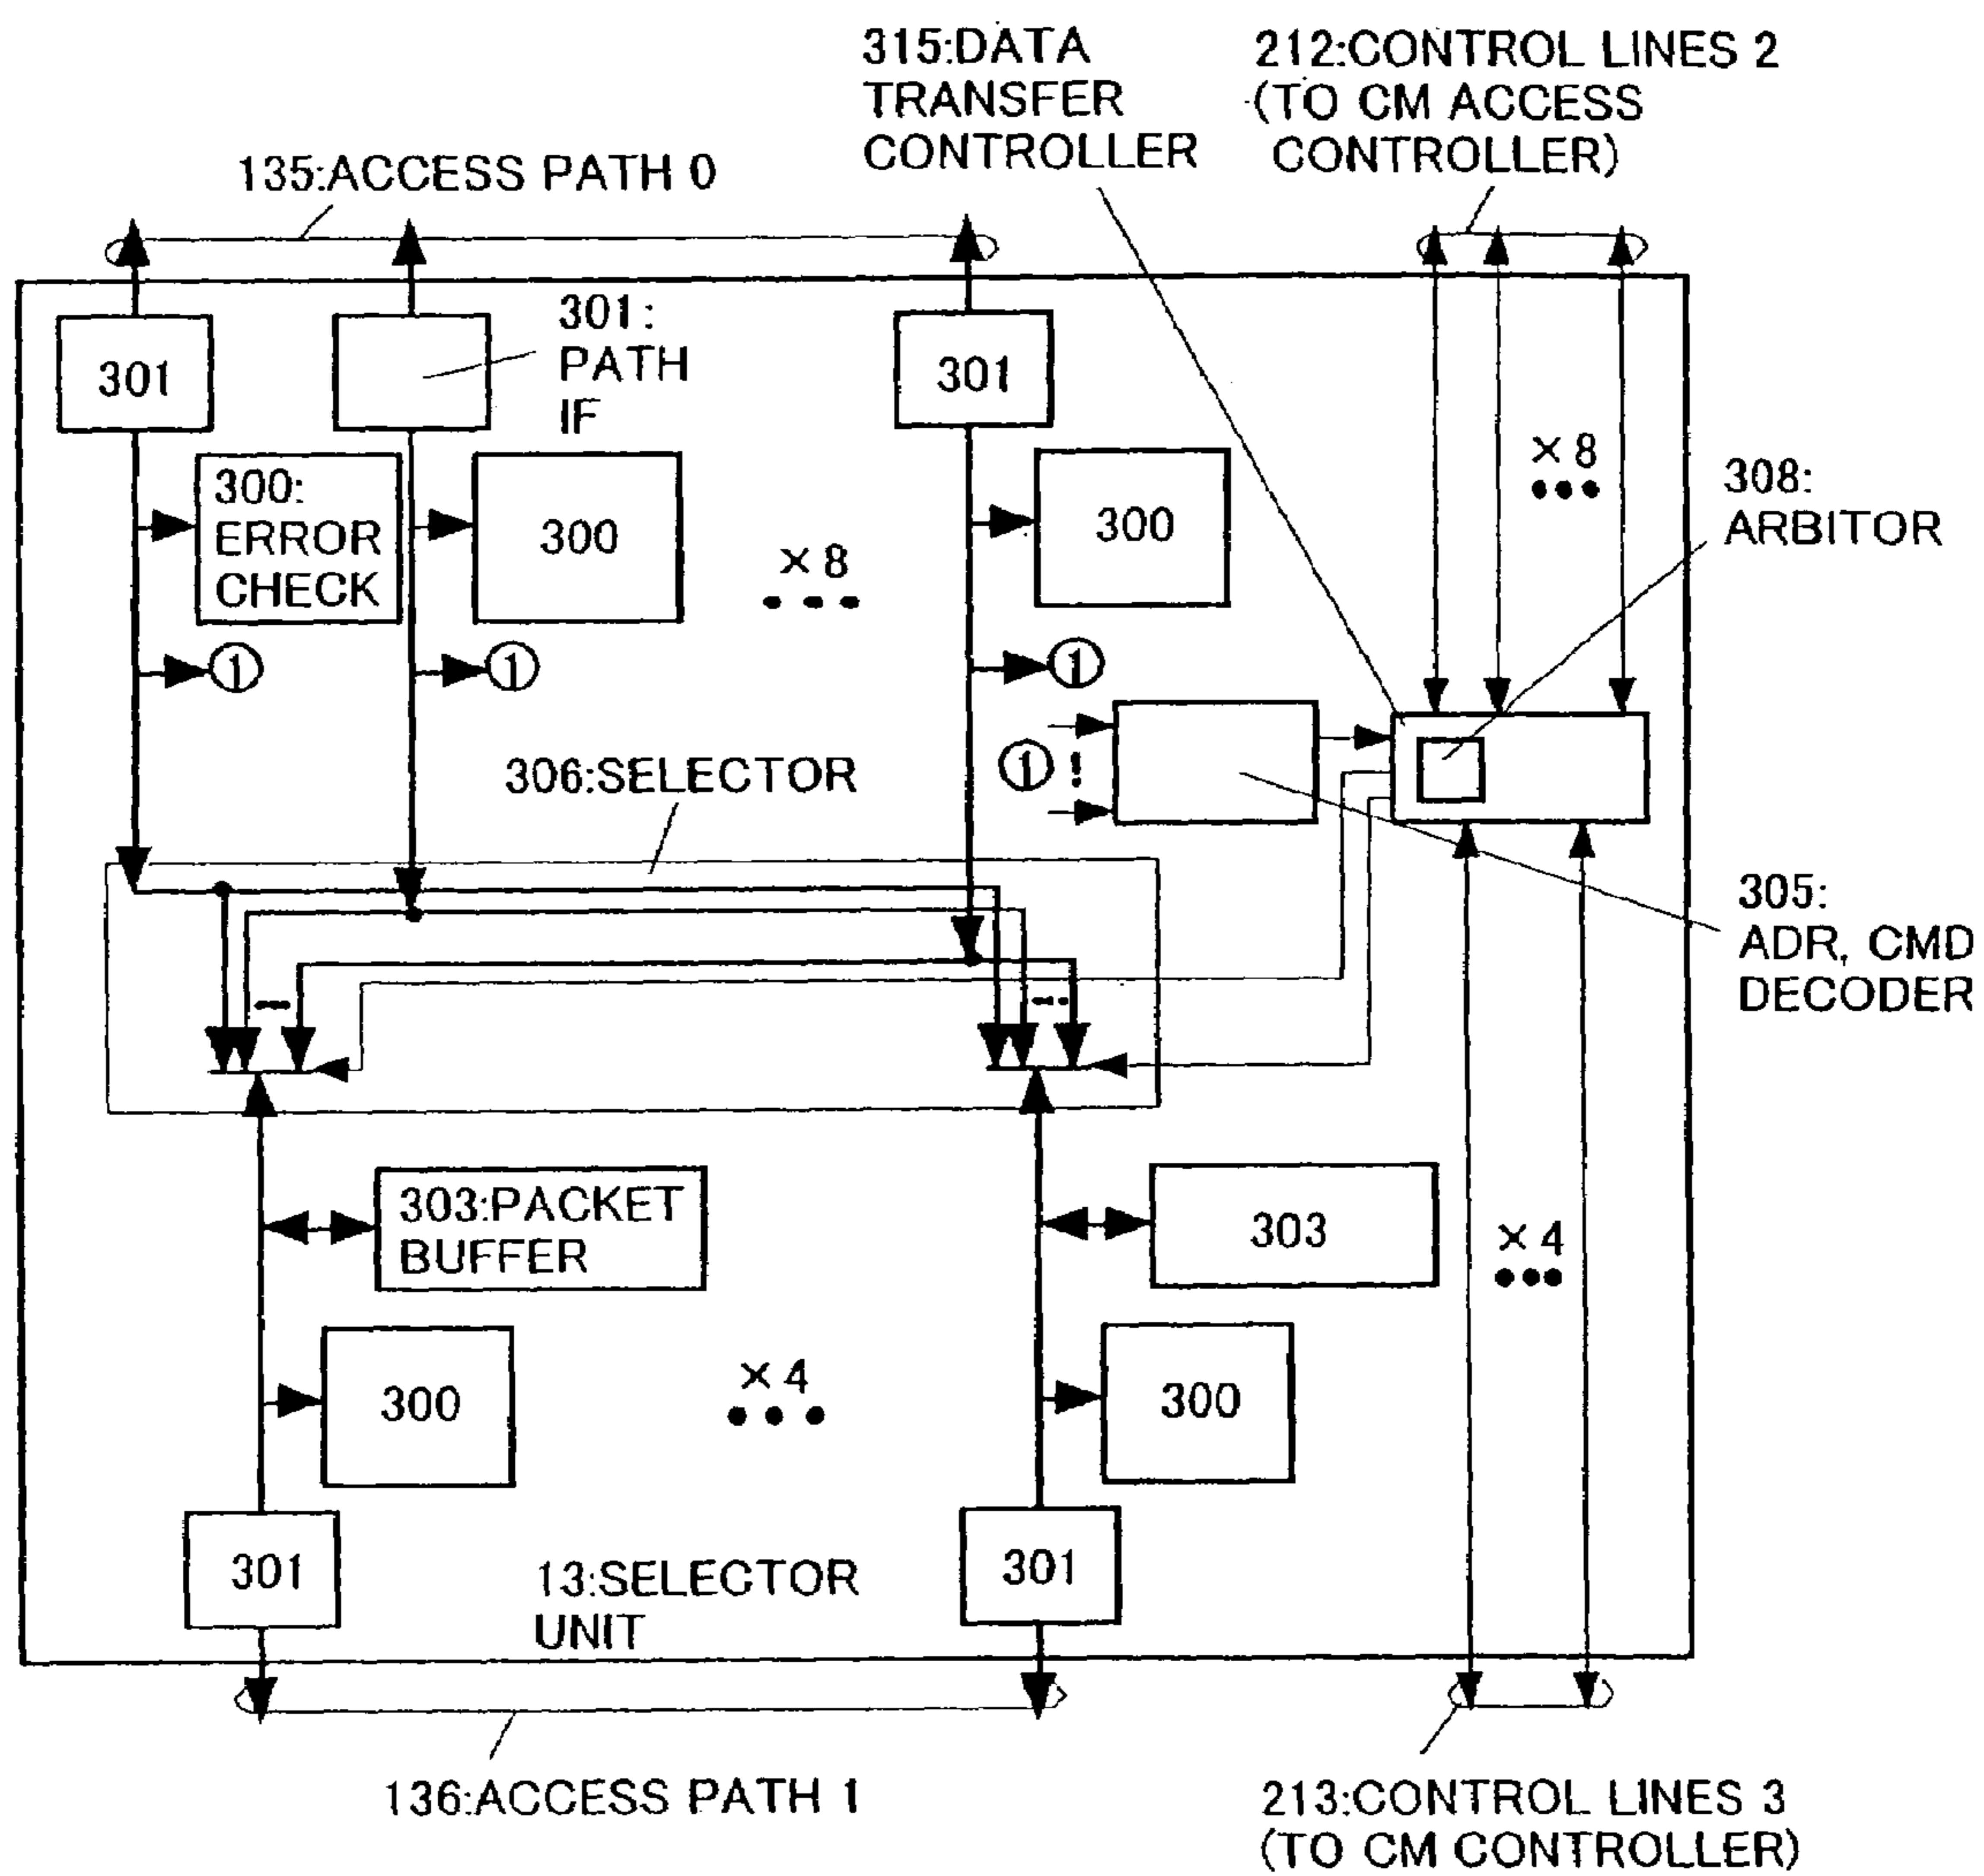 315:DATA
TRANSFER
CONTROLLER
212:CONTROL LINES 2
(TO CM ACCESS
CONTROLLER)
135:ACCESS PATH 0
301
301:
PATH
IF
301
300:
ERROR
CHECK
300
×8
300
×8
308:
ARBITOR
①
①
①
306:SELECTOR
①
305:
ADR, CMD
DECODER
303:PACKET
BUFFER
303
×4
300
×4
300
301
13:SELECTOR
UNIT
301
136:ACCESS PATH 1
213:CONTROL LINES 3
(TO CM CONTROLLER)